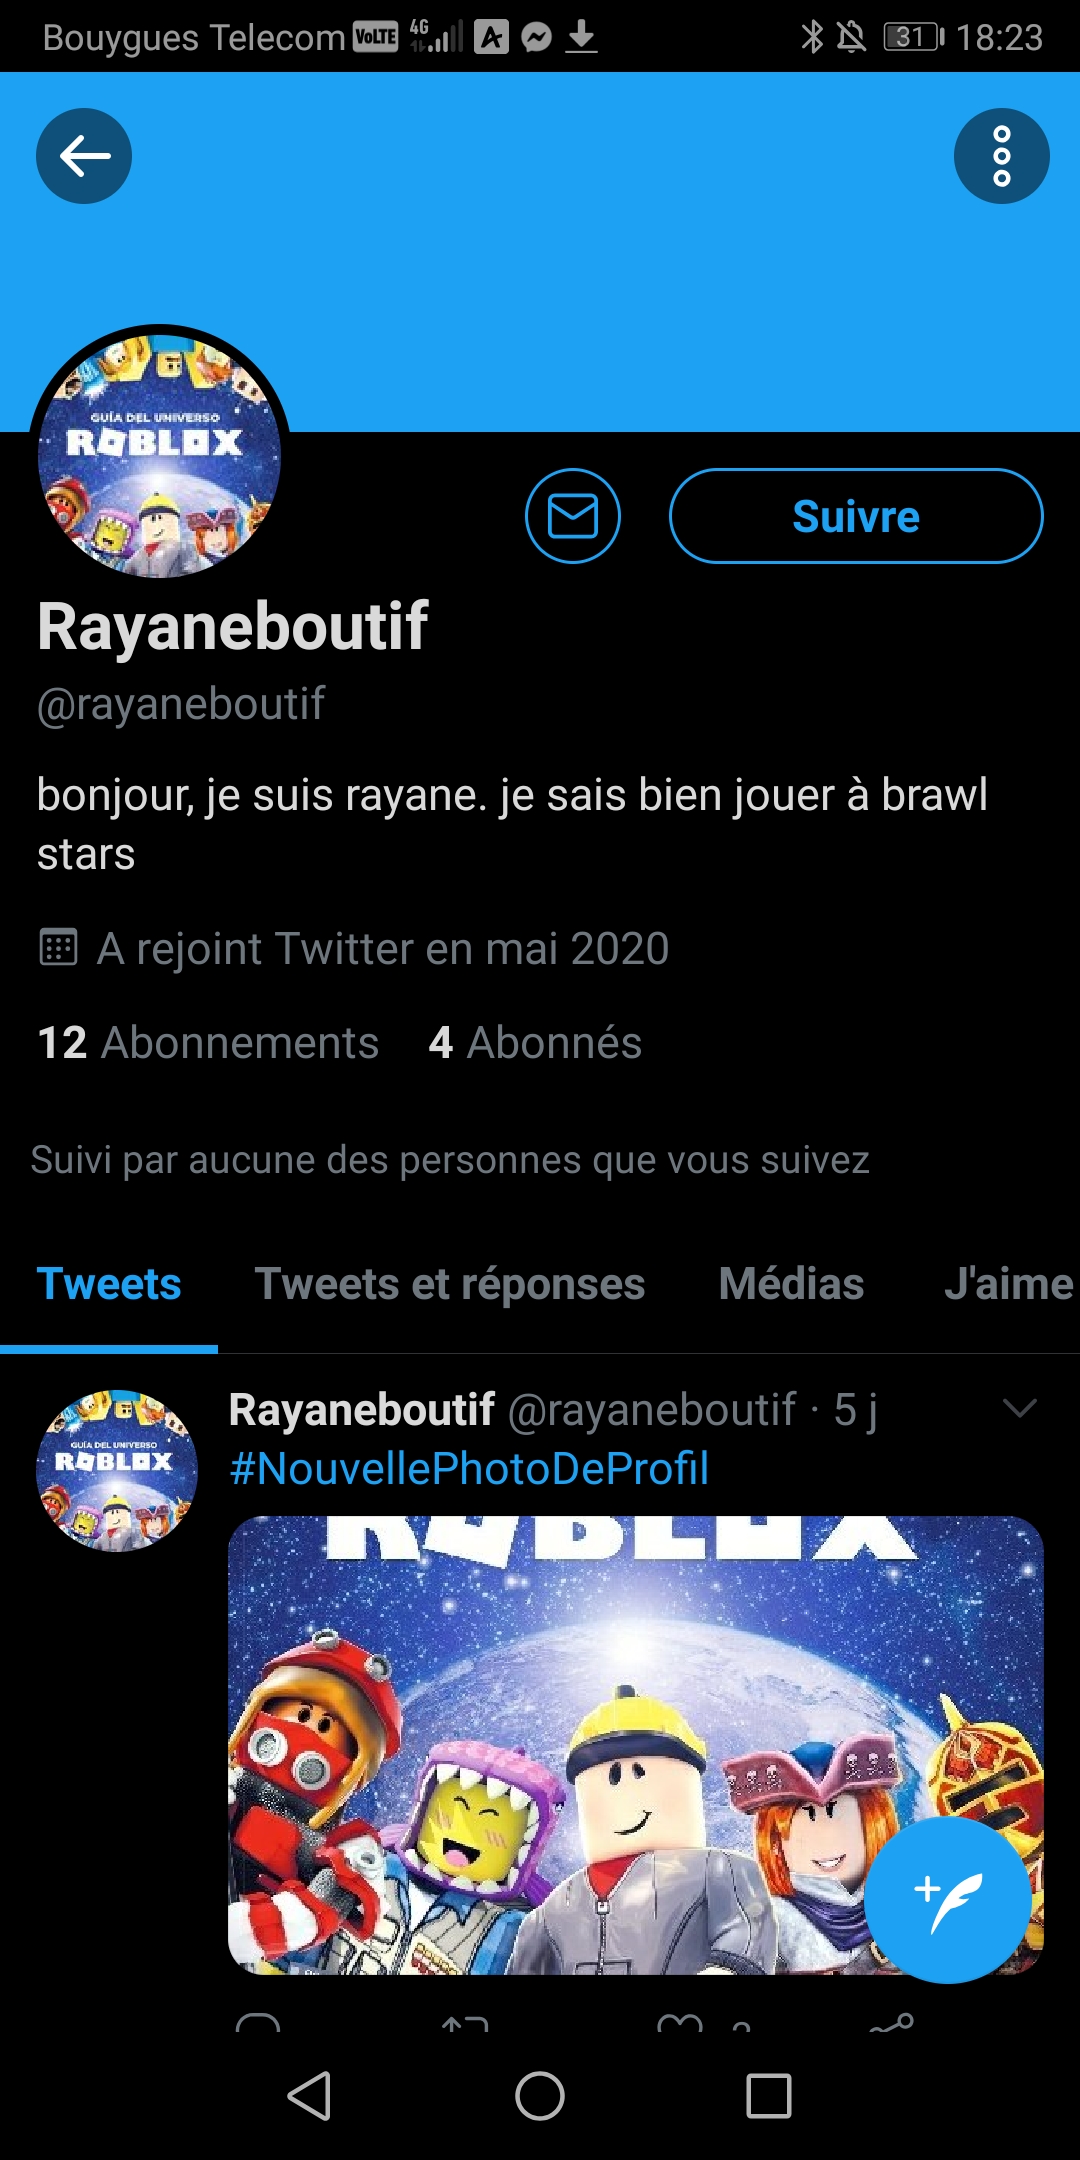 Bouygues Telecom VoLTE 4G 31 18:23
GUÍA DEL UNIVERSO
ROBLOX
Suivre
Rayaneboutif
@rayaneboutif
bonjour, je suis rayane. je sais bien jouer à brawl
stars
A rejoint Twitter en mai 2020
12 Abonnements 4 Abonnés
Suivi par aucune des personnes que vous suivez
Tweets Tweets et réponses Médias J'aime
Rayaneboutif @rayaneboutif · 5 j
#NouvellePhotoDeProfil
GUÍA DEL UNIVERSO
ROBLOX
ROBLOX